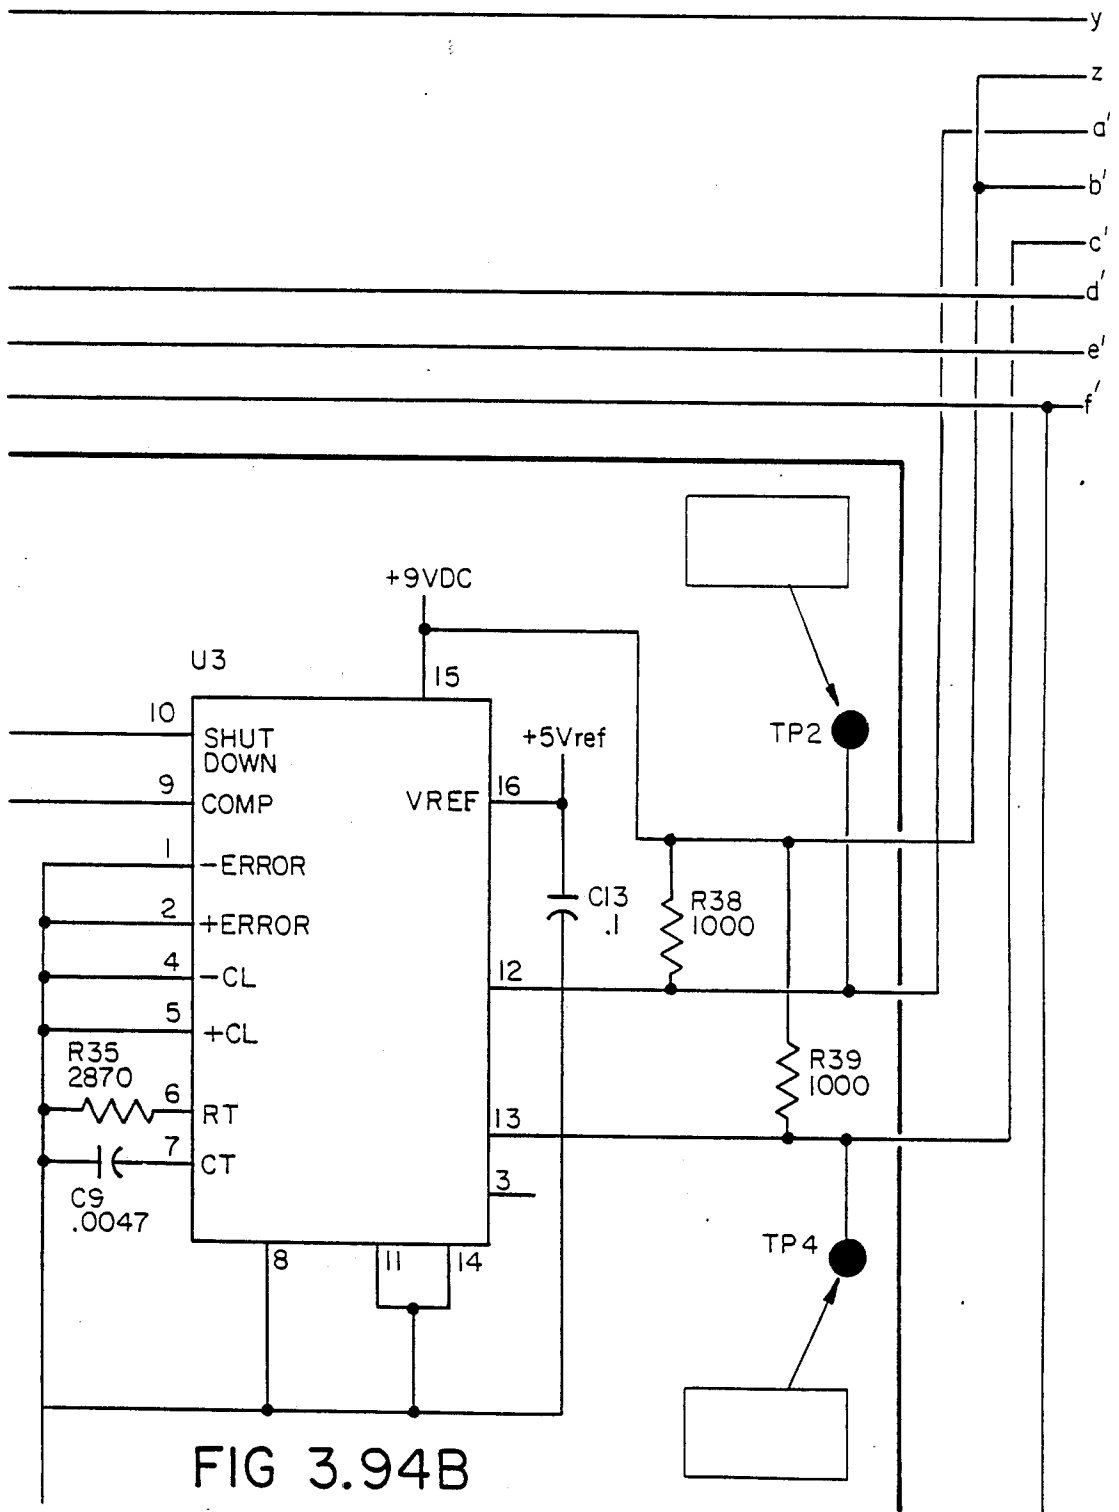 y
z
a'
b'
c'
d'
e'
f'
+9VDC
U3
15
10
SHUT
DOWN
TP2
+5Vref
9
COMP
VREF
16
1
-ERROR
C13
.1
R38
1000
2
+ERROR
4
-CL
12
5
+CL
R35
2870
R39
1000
6
RT
13
7
CT
3
C9
.0047
TP4
8
11
14
FIG 3.94B